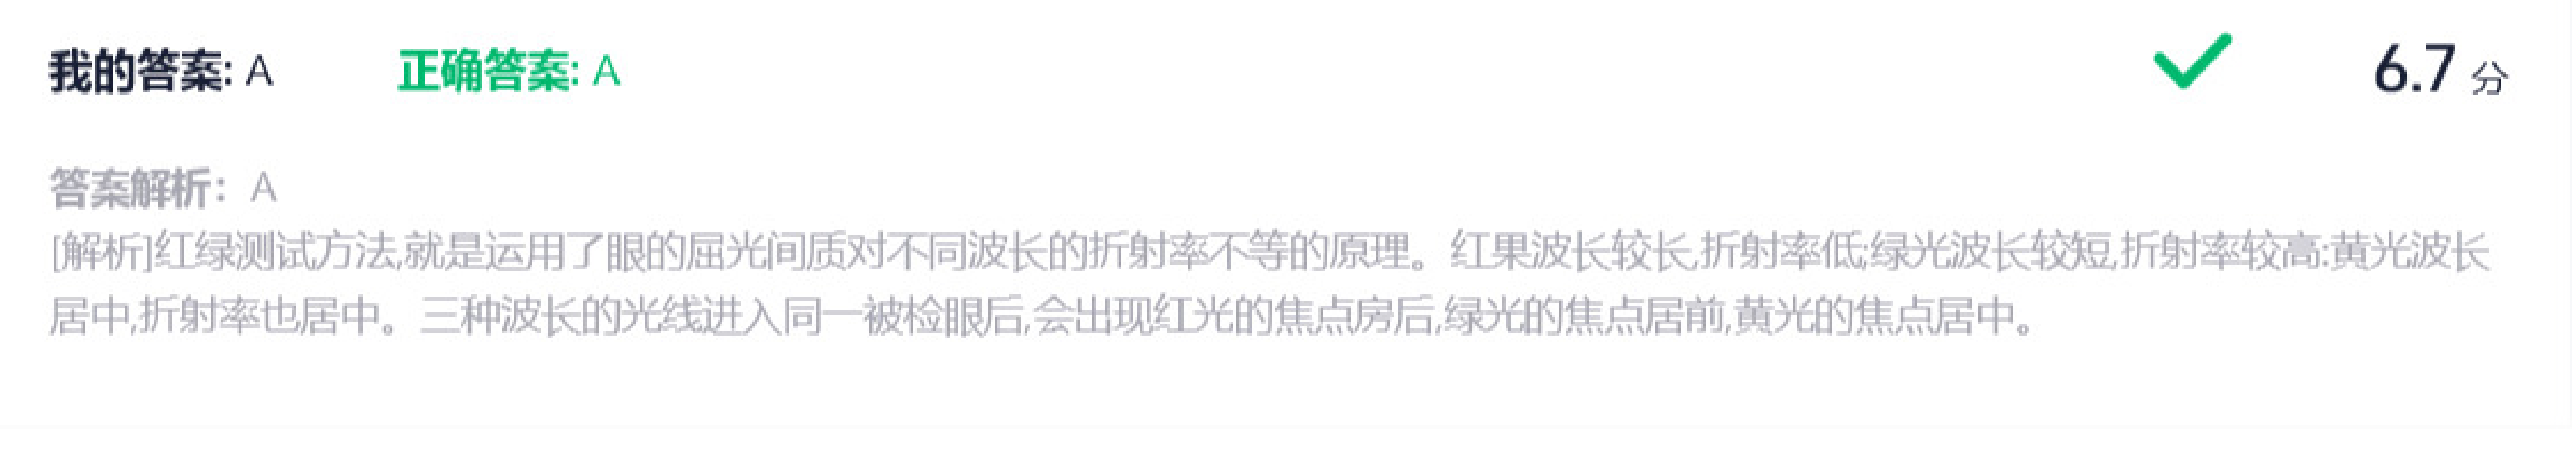 我的答案: A 正确答案: A 6.7 分
答案解析: A
[解析]红绿测试方法,就是运用了眼的屈光间质对不同波长的折射率不等的原理。红果波长较长,折射率低;绿光波长较短,折射率较高:黄光波长
居中,折射率也居中。三种波长的光线进入同一被检眼后,会出现红光的焦点房后,绿光的焦点居前,黄光的焦点居中。